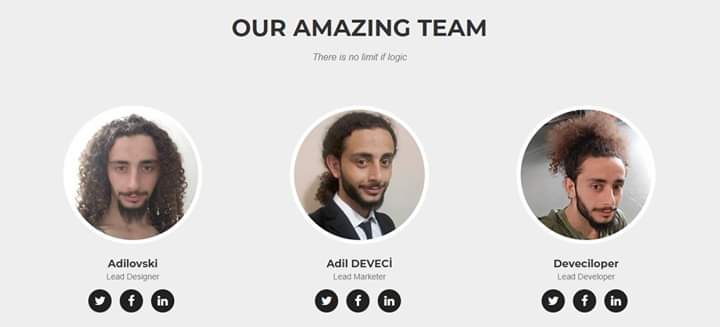 OUR AMAZING TEAM
There is no limit if logic
Adilovski
Lead Designer
Adil DEVECİ
Lead Marketer
Deveciloper
Lead Developer